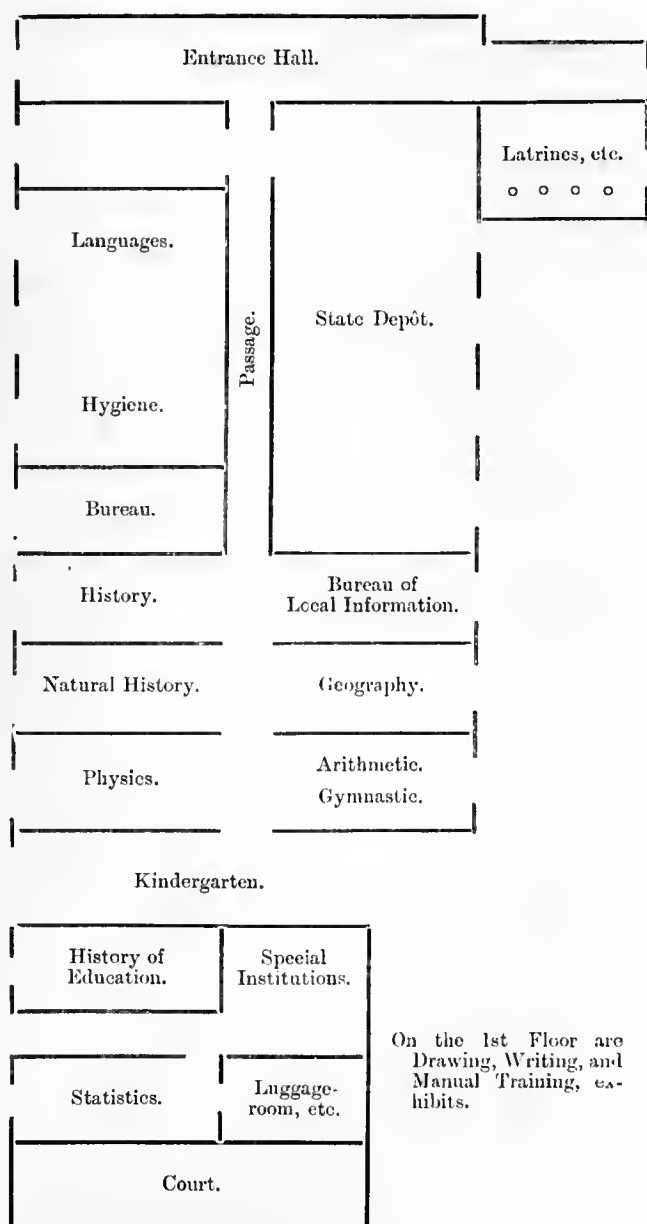 Entrance Hall.
Latrines, etc.
Languages.
State Depôt.
Passage.
Hygiene.
Bureau.
History.
Bureau of
Local Information.
Natural History.
Geography.
Physics.
Arithmetic.
Gymnastic.
Kindergarten.
History of
Education.
Special
Institutions.
On the 1st Floor are
Drawing, Writing, and
Manual Training, ex-
hibits.
Statistics.
Luggage-
room, etc.
Court.